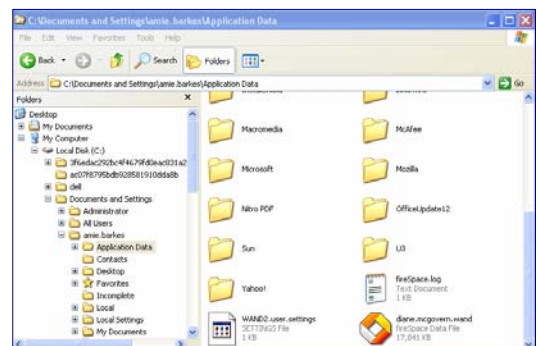 C:\Documents and Settings\amie.barkes\Application Data
File Edit View Favorites Tools Help
Back Search Folders
Address C:\Documents and Settings\amie.barkes\Application Data Go
Folders
Desktop
My Documents
My Computer
Local Disk (C:)
ac07f8795bdb928581910dda8b
dell
Documents and Settings
Administrator
All Users
amie.barkes
Application Data
Contacts
Desktop
Favorites
Incomplete
Local
Local Settings
My Documents
Macromedia
McAfee
Microsoft
Mozilla
Nitro PDF
OfficeUpdate12
Sun
U3
Yahoo!
fireSpace.log
Text Document
1 KB
WAND2.user.settings
SETTINGS File
1 KB
diane.mcgovern.wand
fireSpace Data File
17,041 KB